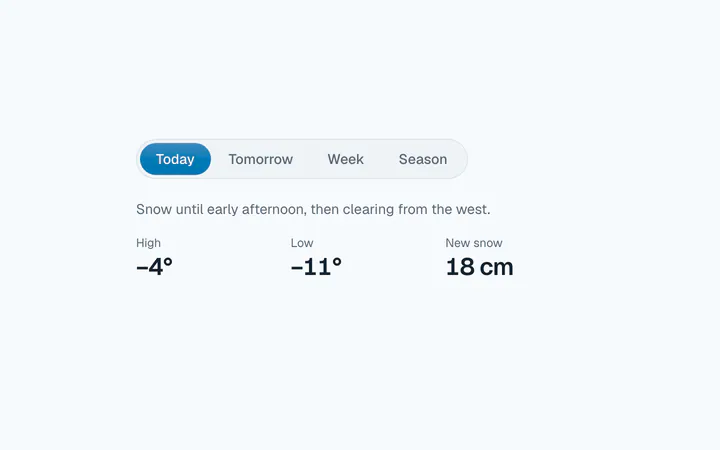 Today Tomorrow Week Season
Snow until early afternoon, then clearing from the west.
High Low New snow
–4° –11° 18 cm